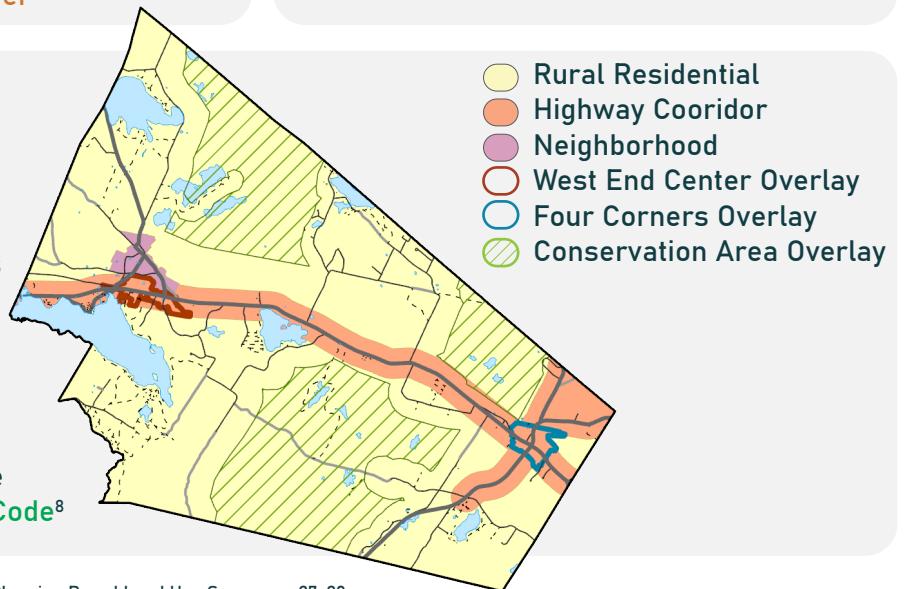 Rural Residential
Highway Cooridor
Neighborhood
West End Center Overlay
Four Corners Overlay
Conservation Area Overlay
Code⁸